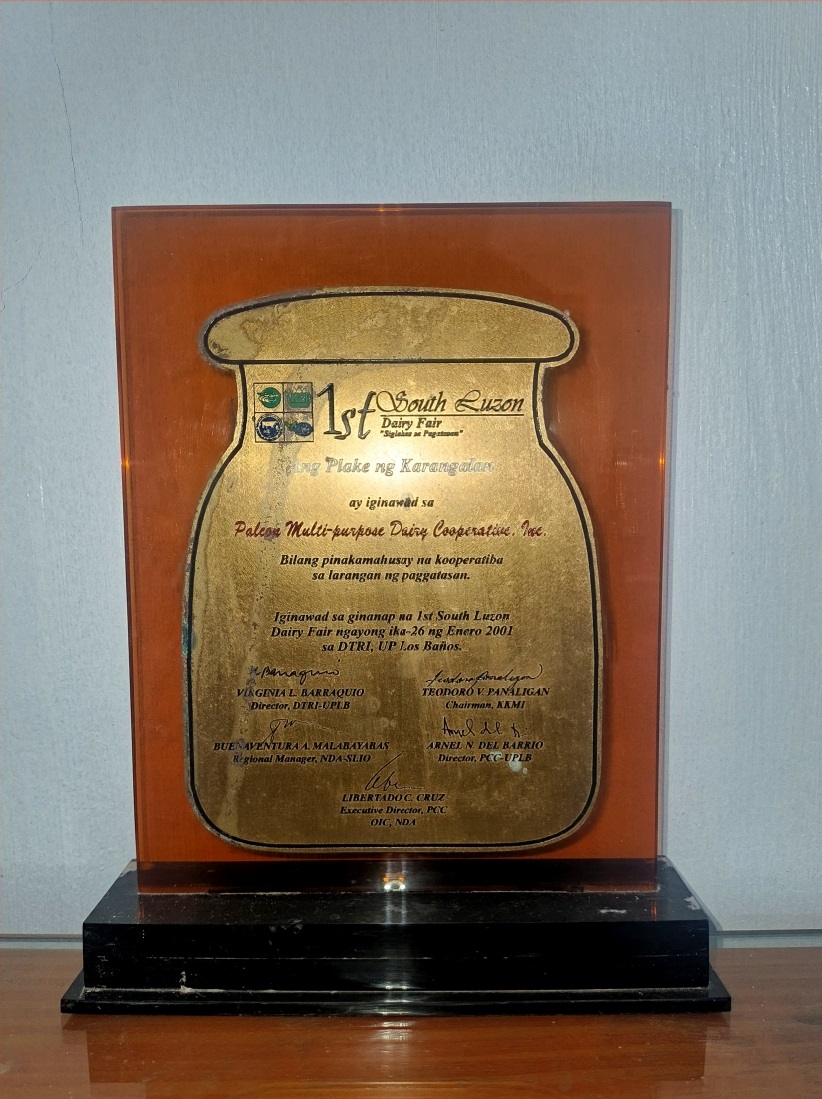 1st South Luzon
Dairy Fair
"Siglahan sa Paggatasan"
Ang Plake ng Karangalan
ay iginawad sa
Palcon Multi-purpose Dairy Cooperative, Inc.
Bilang pinakamahusay na kooperatiba
sa larangan ng paggatasan.
Iginawad sa ginanap na 1st South Luzon
Dairy Fair ngayong ika-26 ng Enero 2001
sa DTRI, UP Los Baños.
VIRGINIA L. BARRAQUIO
Director, DTRI-UPLB
TEODORO V. PANALIGAN
Chairman, KKMI
BUENAVENTURA A. MALABAYABAS
Regional Manager, NDA-SLIO
ARNEL N. DEL BARRIO
Director, PCC-UPLB
LIBERTADO C. CRUZ
Executive Director, PCC
OIC, NDA